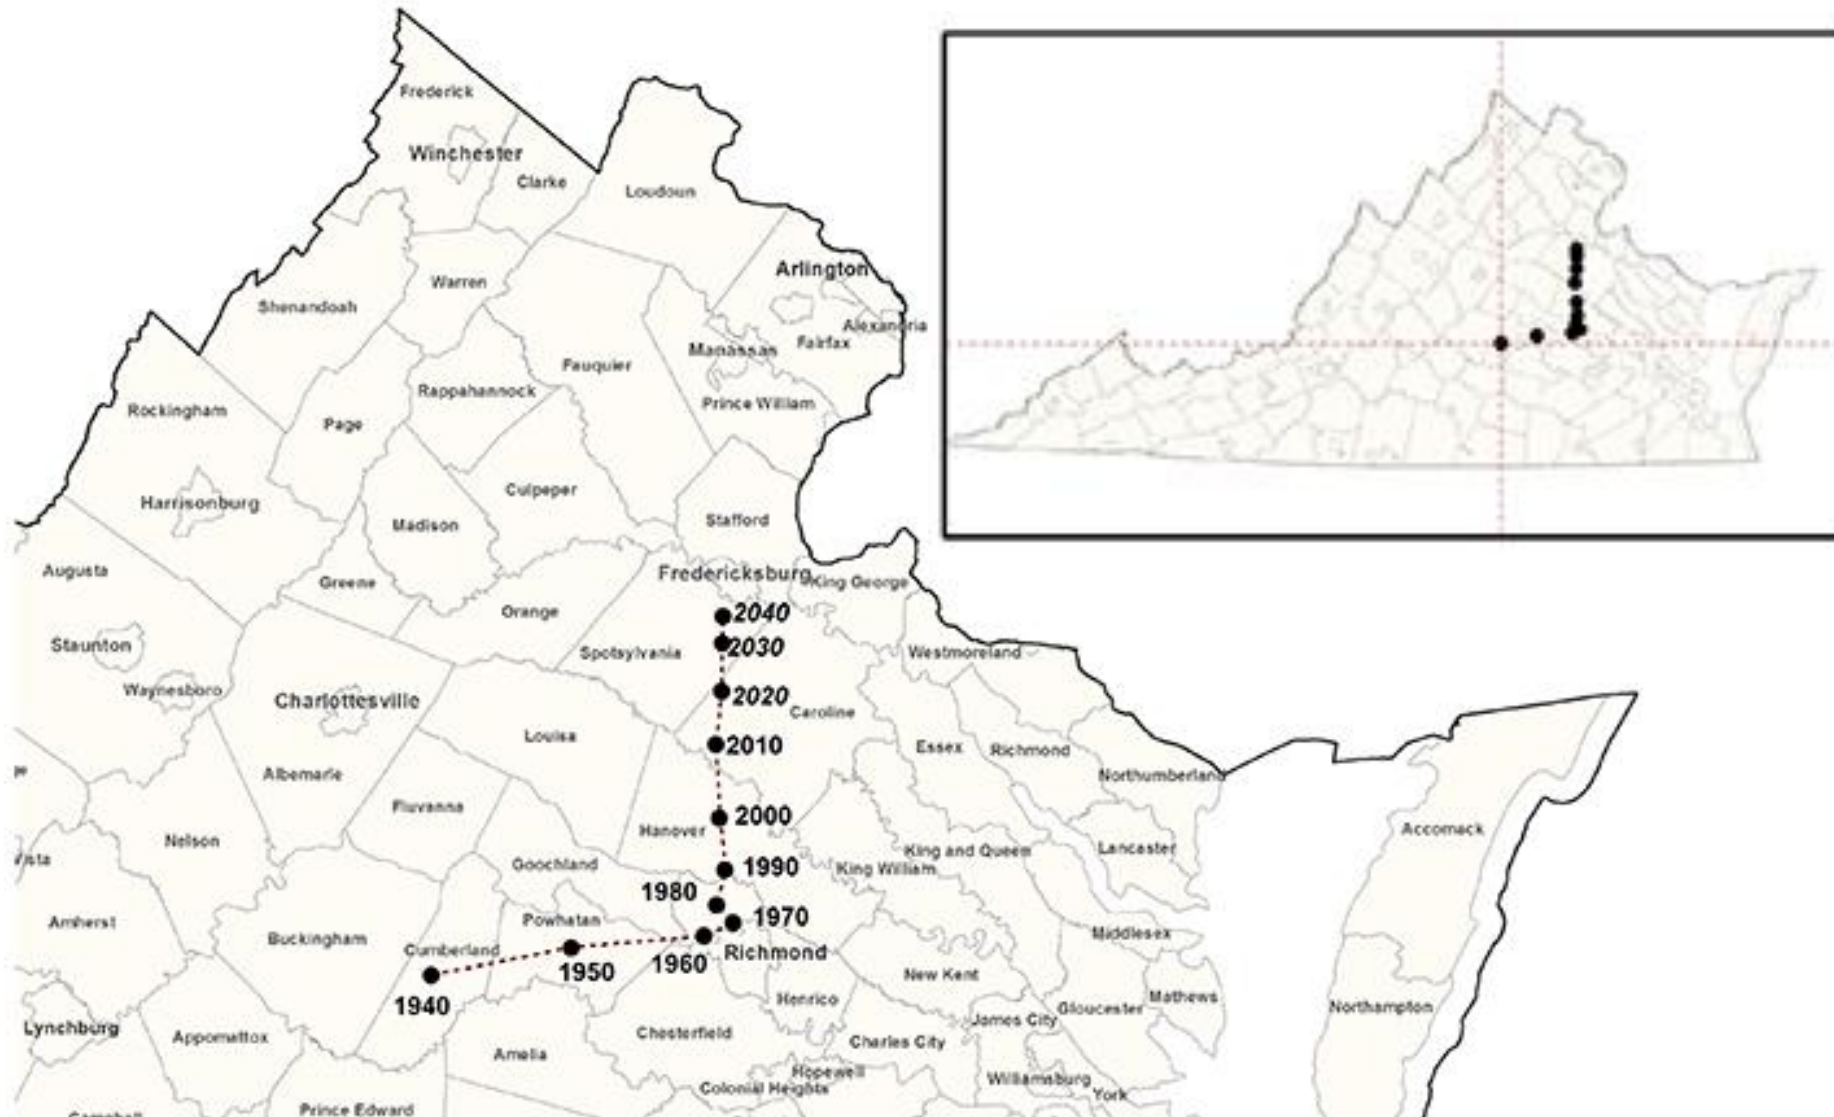 Frederick
Winchester
Clarke
Loudoun
Arlington
Warren
Shenandoah
Alexandria
Fairfax
Manassas
Fauquier
Rappahannock
Prince William
Rockingham
Page
Culpeper
Harrisonburg
Stafford
Madison
Augusta
Fredericksburg
King George
Greene
Orange
2040
Staunton
2030
Spotsylvania
Westmoreland
Waynesboro
2020
Charlottesville
Caroline
Louisa
2010
Essex
Richmond
Albemarle
Northumberland
Fluvanna
2000
Accomack
Hanover
Nelson
King and Queen
Lancaster
Goochland
1990
King William
1980
Powhatan
1970
Amherst
Buckingham
Middlesex
Cumberland
Richmond
1960
1950
New Kent
Mathews
Henrico
1940
Gloucester
Northampton
James City
Lynchburg
Chesterfield
Appomattox
Charles City
Amelia
Hopewell
Williamsburg
Colonial Heights
York
Prince Edward